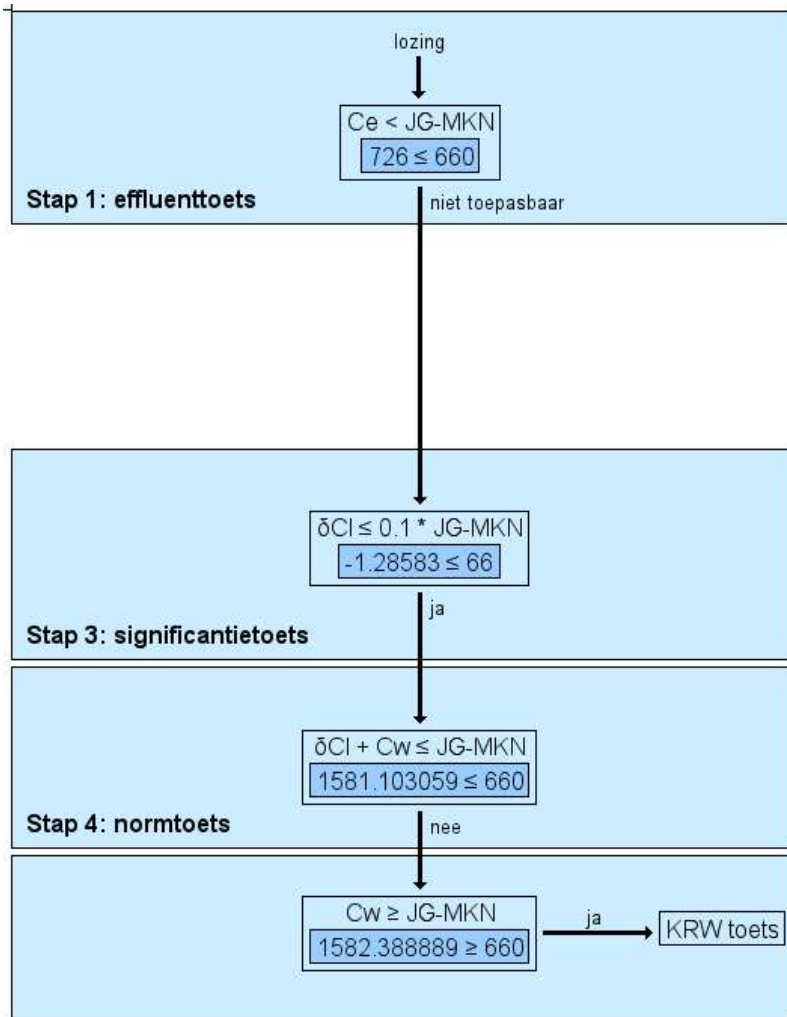 lozing
Ce < JG-MKN
726 ≤ 660
Stap 1: effluenttoets
niet toepasbaar
δCl ≤ 0.1 * JG-MKN
-1.28583 ≤ 66
ja
Stap 3: significantietoets
δCl + Cw ≤ JG-MKN
1581.103059 ≤ 660
Stap 4: normtoets
nee
Cw ≥ JG-MKN
1582.388889 ≥ 660
ja
KRW toets